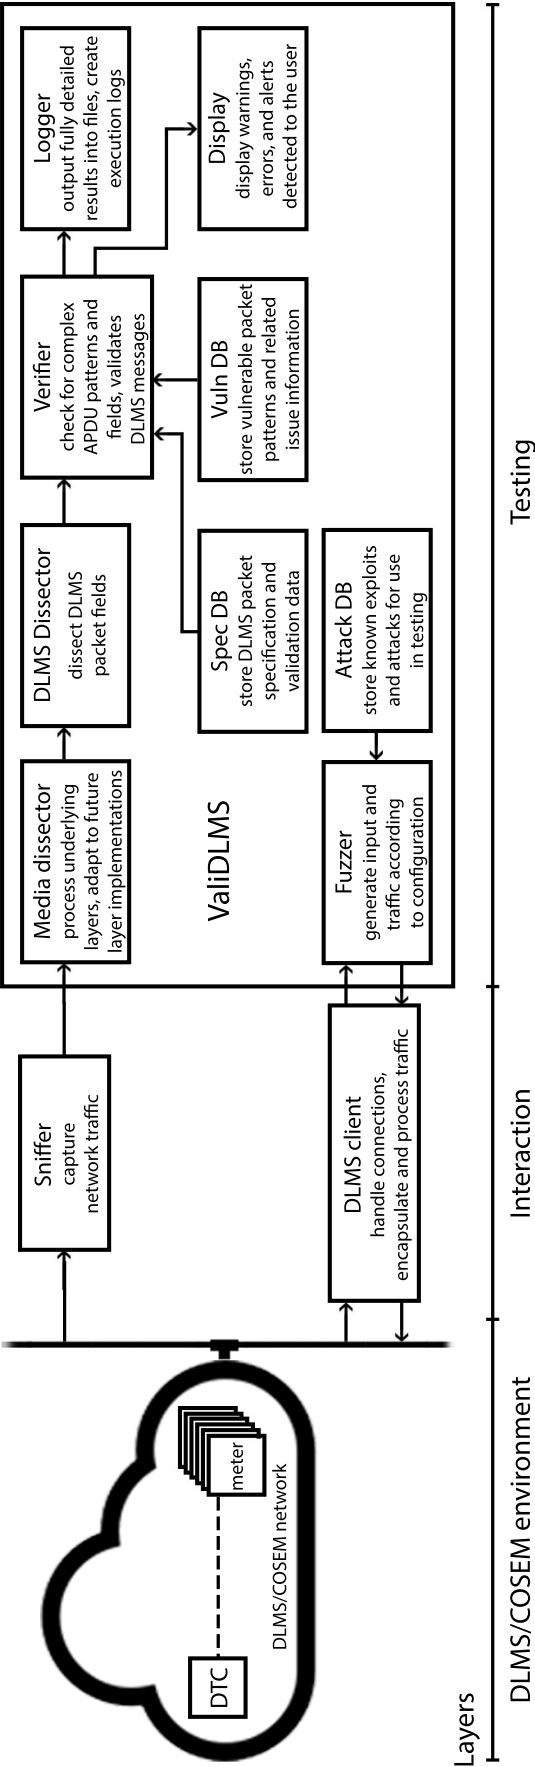 DTC
meter
DLMS/COSEM network
Sniffer
capture
network traffic
DLMS client
handle connections,
encapsulate and process traffic
Media dissector
process underlying
layers, adapt to future
layer implementations
DLMS Dissector
dissect DLMS
packet fields
Verifier
check for complex
APDU patterns and
fields, validates
DLMS messages
Logger
output fully detailed
results into files, create
execution logs
Display
display warnings,
errors, and alerts
detected to the user
Vuln DB
store vulnerable packet
patterns and related
issue information
Spec DB
store DLMS packet
specification and
validation data
ValiDLMS
Attack DB
store known exploits
and attacks for use
in testing
Fuzzer
generate input and
traffic according
to configuration
Layers
DLMS/COSEM environment
Interaction
Testing